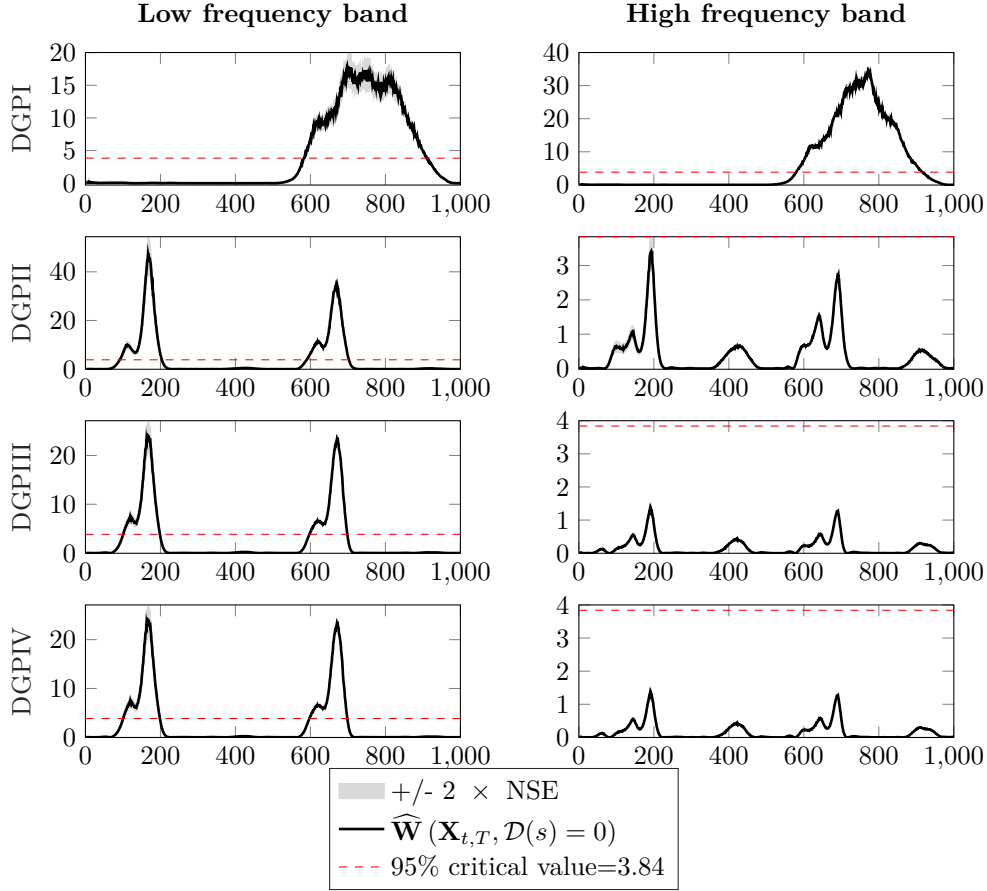 Low frequency band High frequency band
DGPI
20
15
10
5
0
0 200 400 600 800 1,000
40
30
20
10
0
0 200 400 600 800 1,000
DGPII
40
20
0
0 200 400 600 800 1,000
3
2
1
0
0 200 400 600 800 1,000
DGPIII
20
10
0
0 200 400 600 800 1,000
4
3
2
1
0
0 200 400 600 800 1,000
DGPIV
20
10
0
0 200 400 600 800 1,000
4
3
2
1
0
0 200 400 600 800 1,000
+/- 2 × NSE
$\widehat{\mathbf{W}}\,(\mathbf{X}_{t,T}, \mathcal{D}(s) = 0)$
95% critical value=3.84